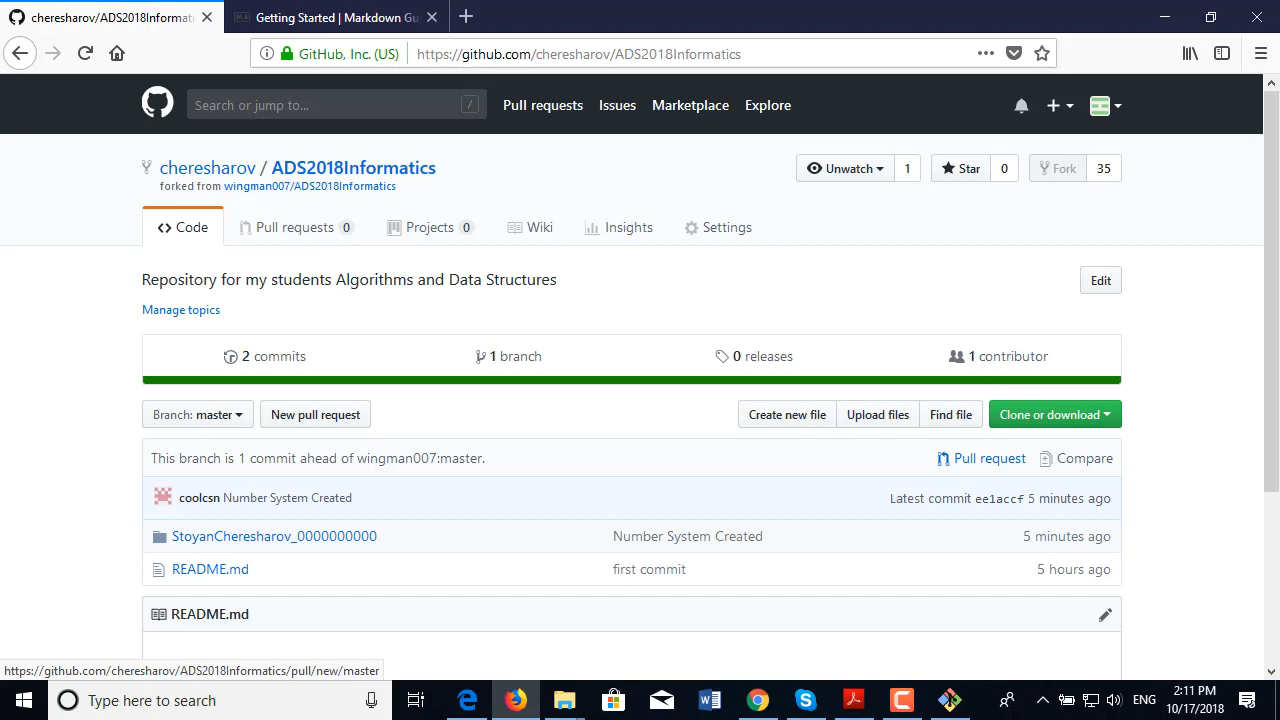 cheresharov/ADS2018Informati
Getting Started | Markdown Gu
GitHub, Inc. (US)
https://github.com/cheresharov/ADS2018Informatics
Search or jump to...
/
Pull requests
Issues
Marketplace
Explore
cheresharov / ADS2018Informatics
forked from wingman007/ADS2018Informatics
Unwatch
1
Star
0
Fork
35
Code
Pull requests 0
Projects 0
Wiki
Insights
Settings
Repository for my students Algorithms and Data Structures
Edit
Manage topics
2 commits
1 branch
0 releases
1 contributor
Branch: master
New pull request
Create new file
Upload files
Find file
Clone or download
This branch is 1 commit ahead of wingman007:master.
Pull request
Compare
coolcsn Number System Created
Latest commit ee1accf 5 minutes ago
StoyanCheresharov_0000000000
Number System Created
5 minutes ago
README.md
first commit
5 hours ago
README.md
https://github.com/cheresharov/ADS2018Informatics/pull/new/master
Type here to search
ENG
2:11 PM
10/17/2018